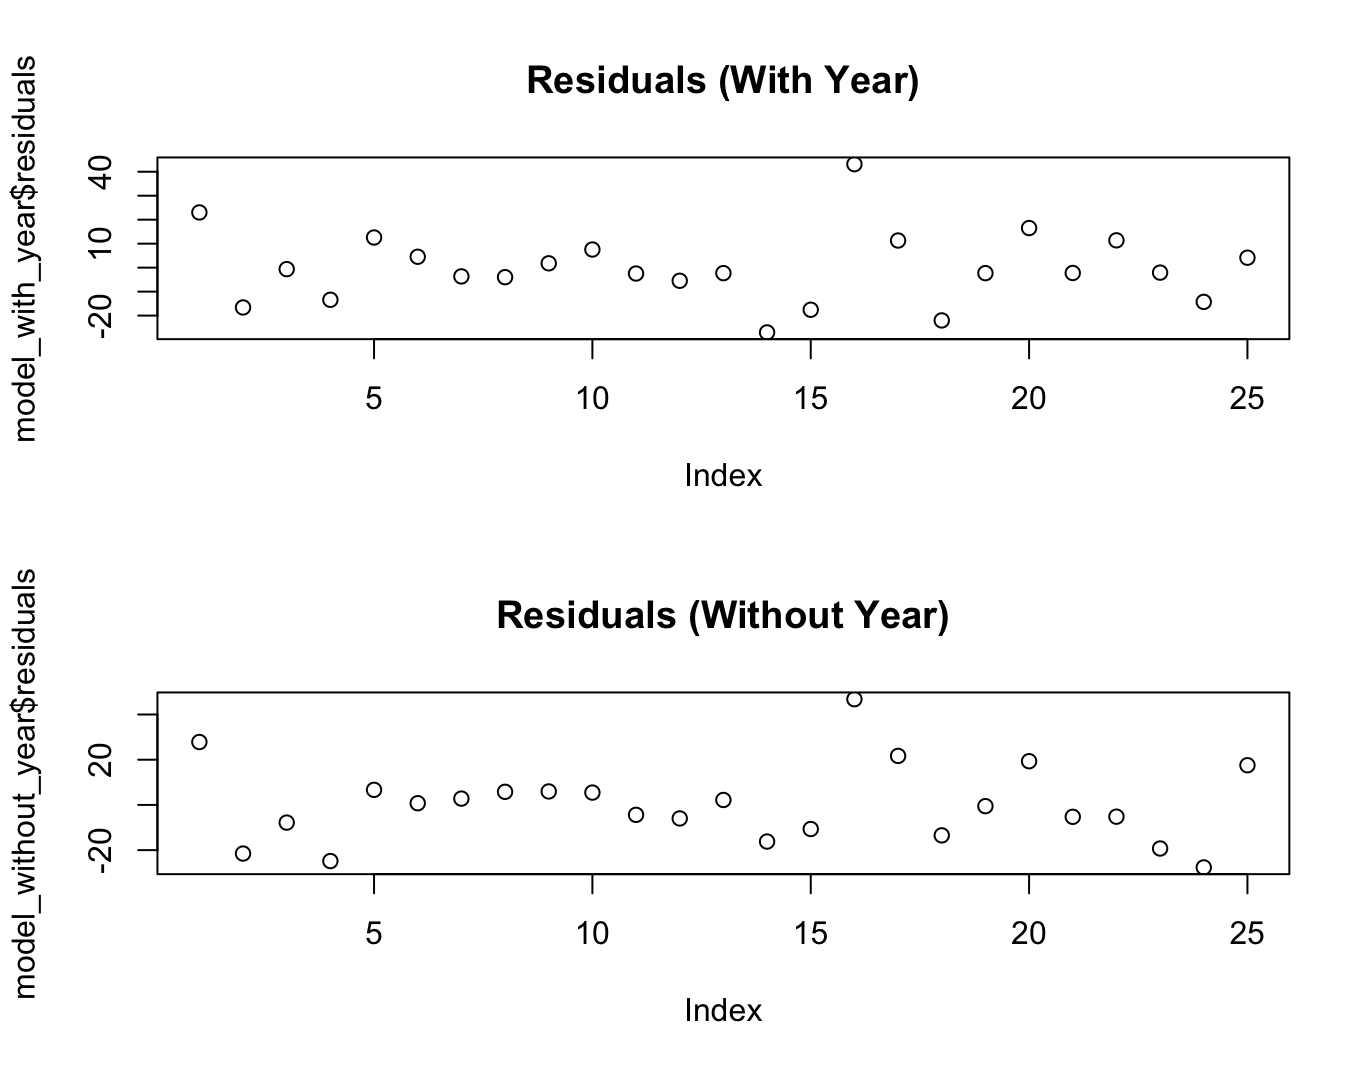 Residuals (With Year)
model_with_year$residuals
40
10
-20
5 10 15 20 25
Index
Residuals (Without Year)
model_without_year$residuals
20
-20
5 10 15 20 25
Index